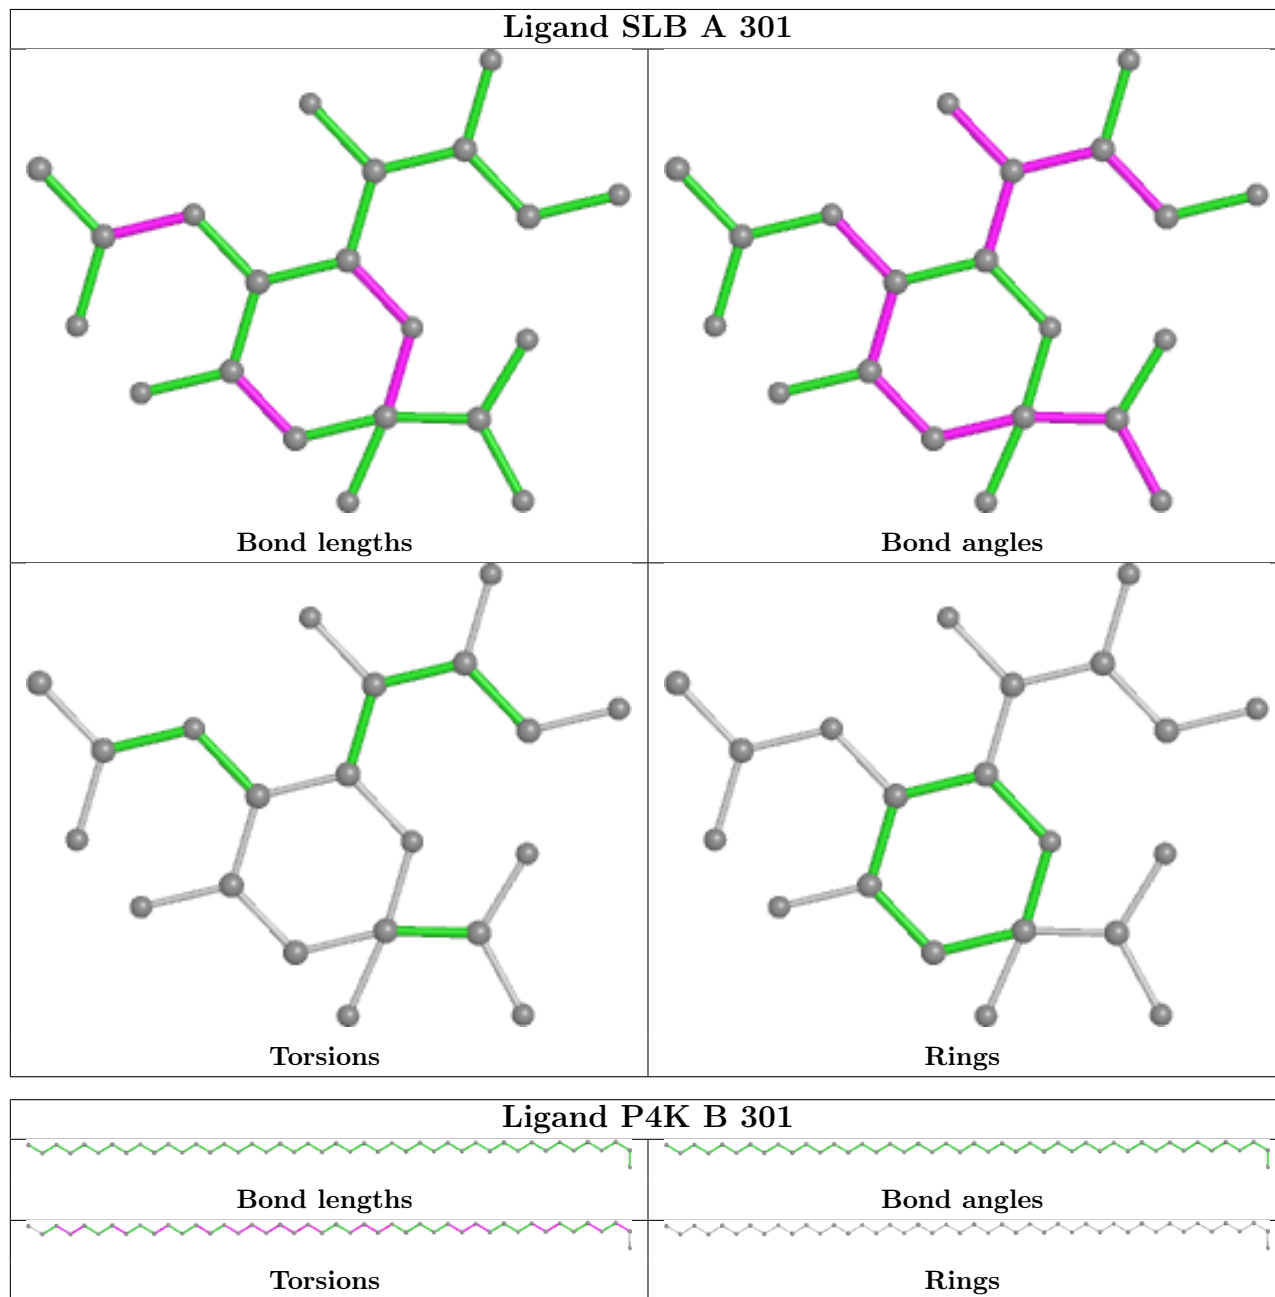 Ligand SLB A 301
Bond lengths
Bond angles
Torsions
Rings
Ligand P4K B 301
Bond lengths
Bond angles
Torsions
Rings